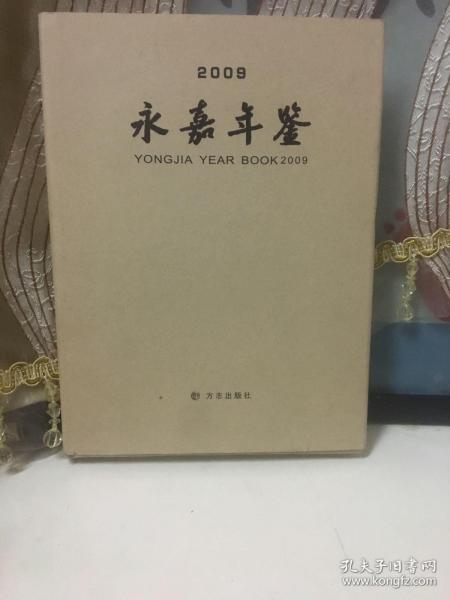 2009
永嘉年鉴
YONGJIA YEAR BOOK 2009
方志出版社
孔夫子旧书网
www.kongfz.com